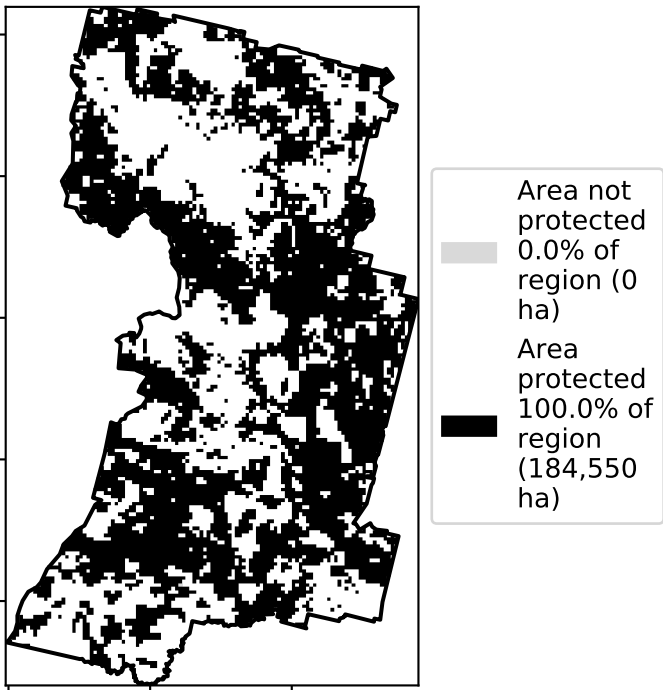 Area not
protected
0.0% of
region (0
ha)
Area
protected
100.0% of
region
(184,550
ha)